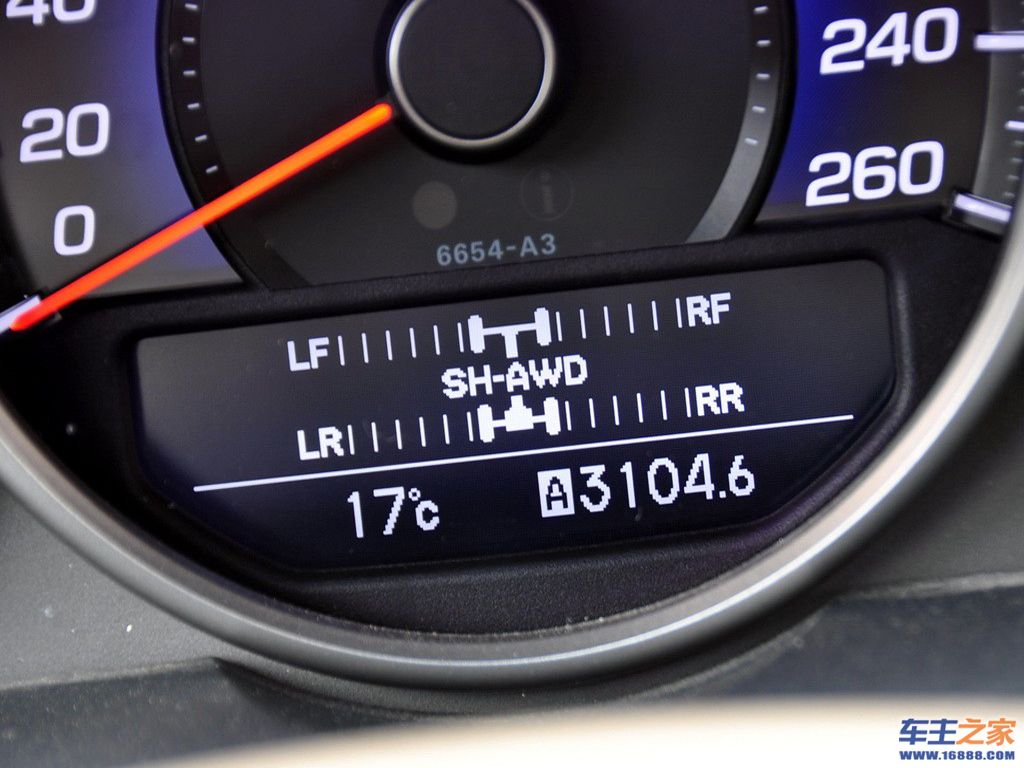 40
20
0
240
260
i
6654-A3
LF RF
SH-AWD
LR RR
17°C A 3104.6
车主之家
www.16888.com